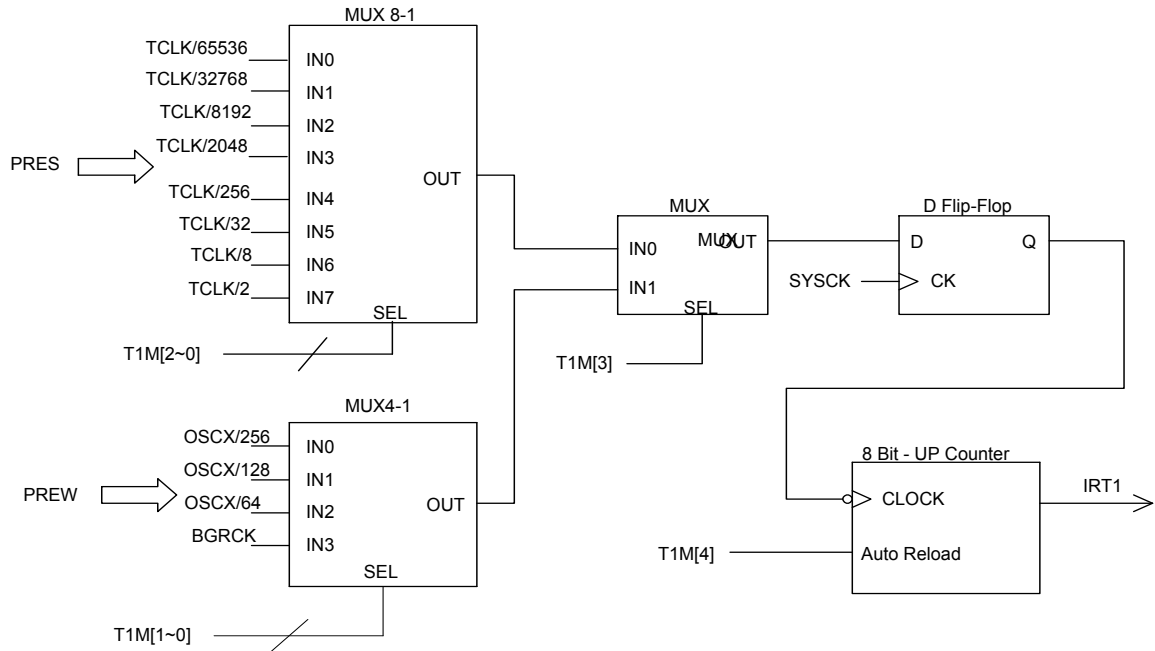 MUX 8-1
TCLK/65536
IN0
TCLK/32768
IN1
TCLK/8192
IN2
TCLK/2048
IN3
PRES
OUT
TCLK/256
IN4
TCLK/32
IN5
TCLK/8
IN6
TCLK/2
IN7
SEL
T1M[2~0]
MUX
IN0
MUX
OUT
IN1
SEL
T1M[3]
D Flip-Flop
D
Q
SYSCK
CK
MUX4-1
OSCX/256
IN0
OSCX/128
IN1
PREW
OSCX/64
IN2
OUT
BGRCK
IN3
SEL
T1M[1~0]
8 Bit - UP Counter
CLOCK
IRT1
T1M[4]
Auto Reload